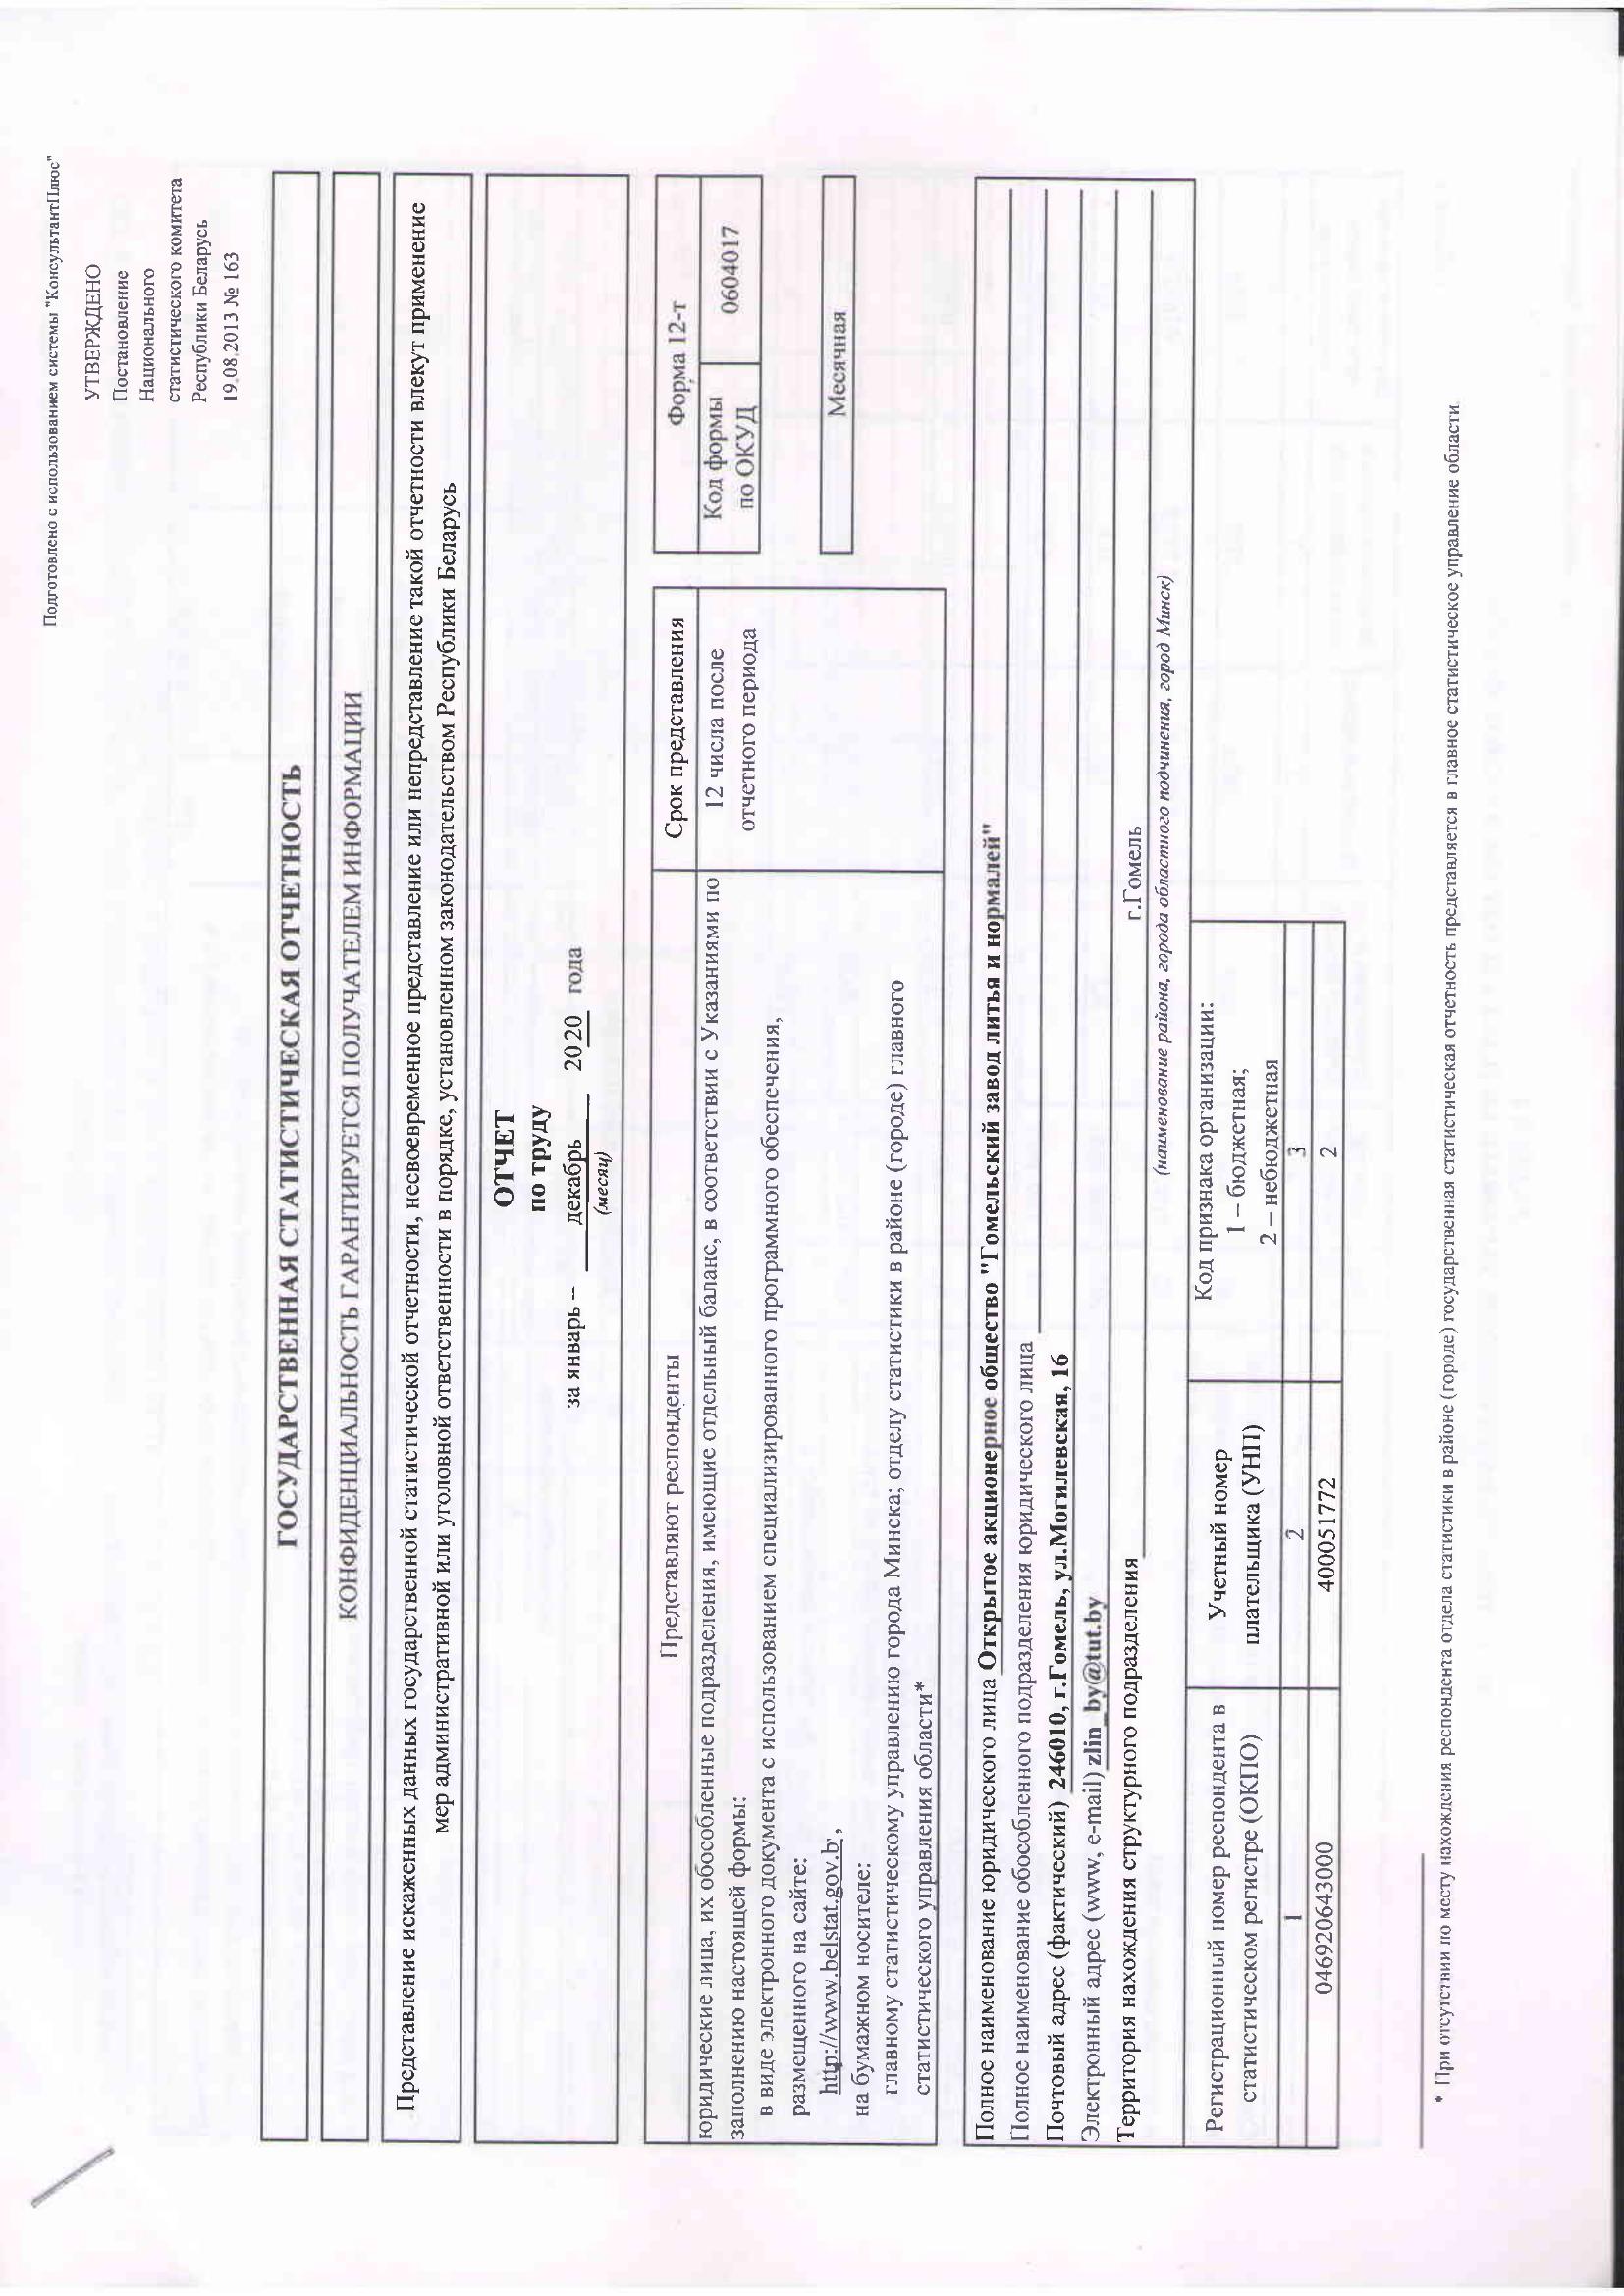 Подготовлено с использованием системы "КонсультантПлюс"
УТВЕРЖДЕНО
Постановление
Национального
статистического комитета
Республики Беларусь
19.08.2013 № 163
ГОСУДАРСТВЕННАЯ СТАТИСТИЧЕСКАЯ ОТЧЕТНОСТЬ
КОНФИДЕНЦИАЛЬНОСТЬ ГАРАНТИРУЕТСЯ ПОЛУЧАТЕЛЕМ ИНФОРМАЦИИ
Представление искаженных данных государственной статистической отчетности, несвоевременное представление или непредставление такой отчетности влекут применение
мер административной или уголовной ответственности в порядке, установленном законодательством Республики Беларусь
ОТЧЕТ
по труду
за январь -- декабрь 2020 года
(месяц)
Представляют респонденты
Срок представления
юридические лица, их обособленные подразделения, имеющие отдельный баланс, в соответствии с Указаниями по
заполнению настоящей формы:
в виде электронного документа с использованием специализированного программного обеспечения,
размещенного на сайте:
http://www.belstat.gov.by,
на бумажном носителе:
главному статистическому управлению города Минска; отделу статистики в районе (городе) главного
статистического управления области*
12 числа после
отчетного периода
Форма 12-т
Код формы
по ОКУД
0604017
Месячная
Полное наименование юридического лица Открытое акционерное общество "Гомельский завод литья и нормалей"
Полное наименование обособленного подразделения юридического лица
Почтовый адрес (фактический) 246010, г.Гомель, ул.Могилевская, 16
Электронный адрес (www, e-mail) zlin_by@tut.by
Территория нахождения структурного подразделения г.Гомель
(наименование района, города областного подчинения, город Минск)
Регистрационный номер респондента в
статистическом регистре (ОКПО)
Учетный номер
плательщика (УНП)
Код признака организации:
1 – бюджетная;
2 – небюджетная
1 2 3
046920643000 400051772 2
* При отсутствии по месту нахождения респондента отдела статистики в районе (городе) государственная статистическая отчетность представляется в главное статистическое управление области